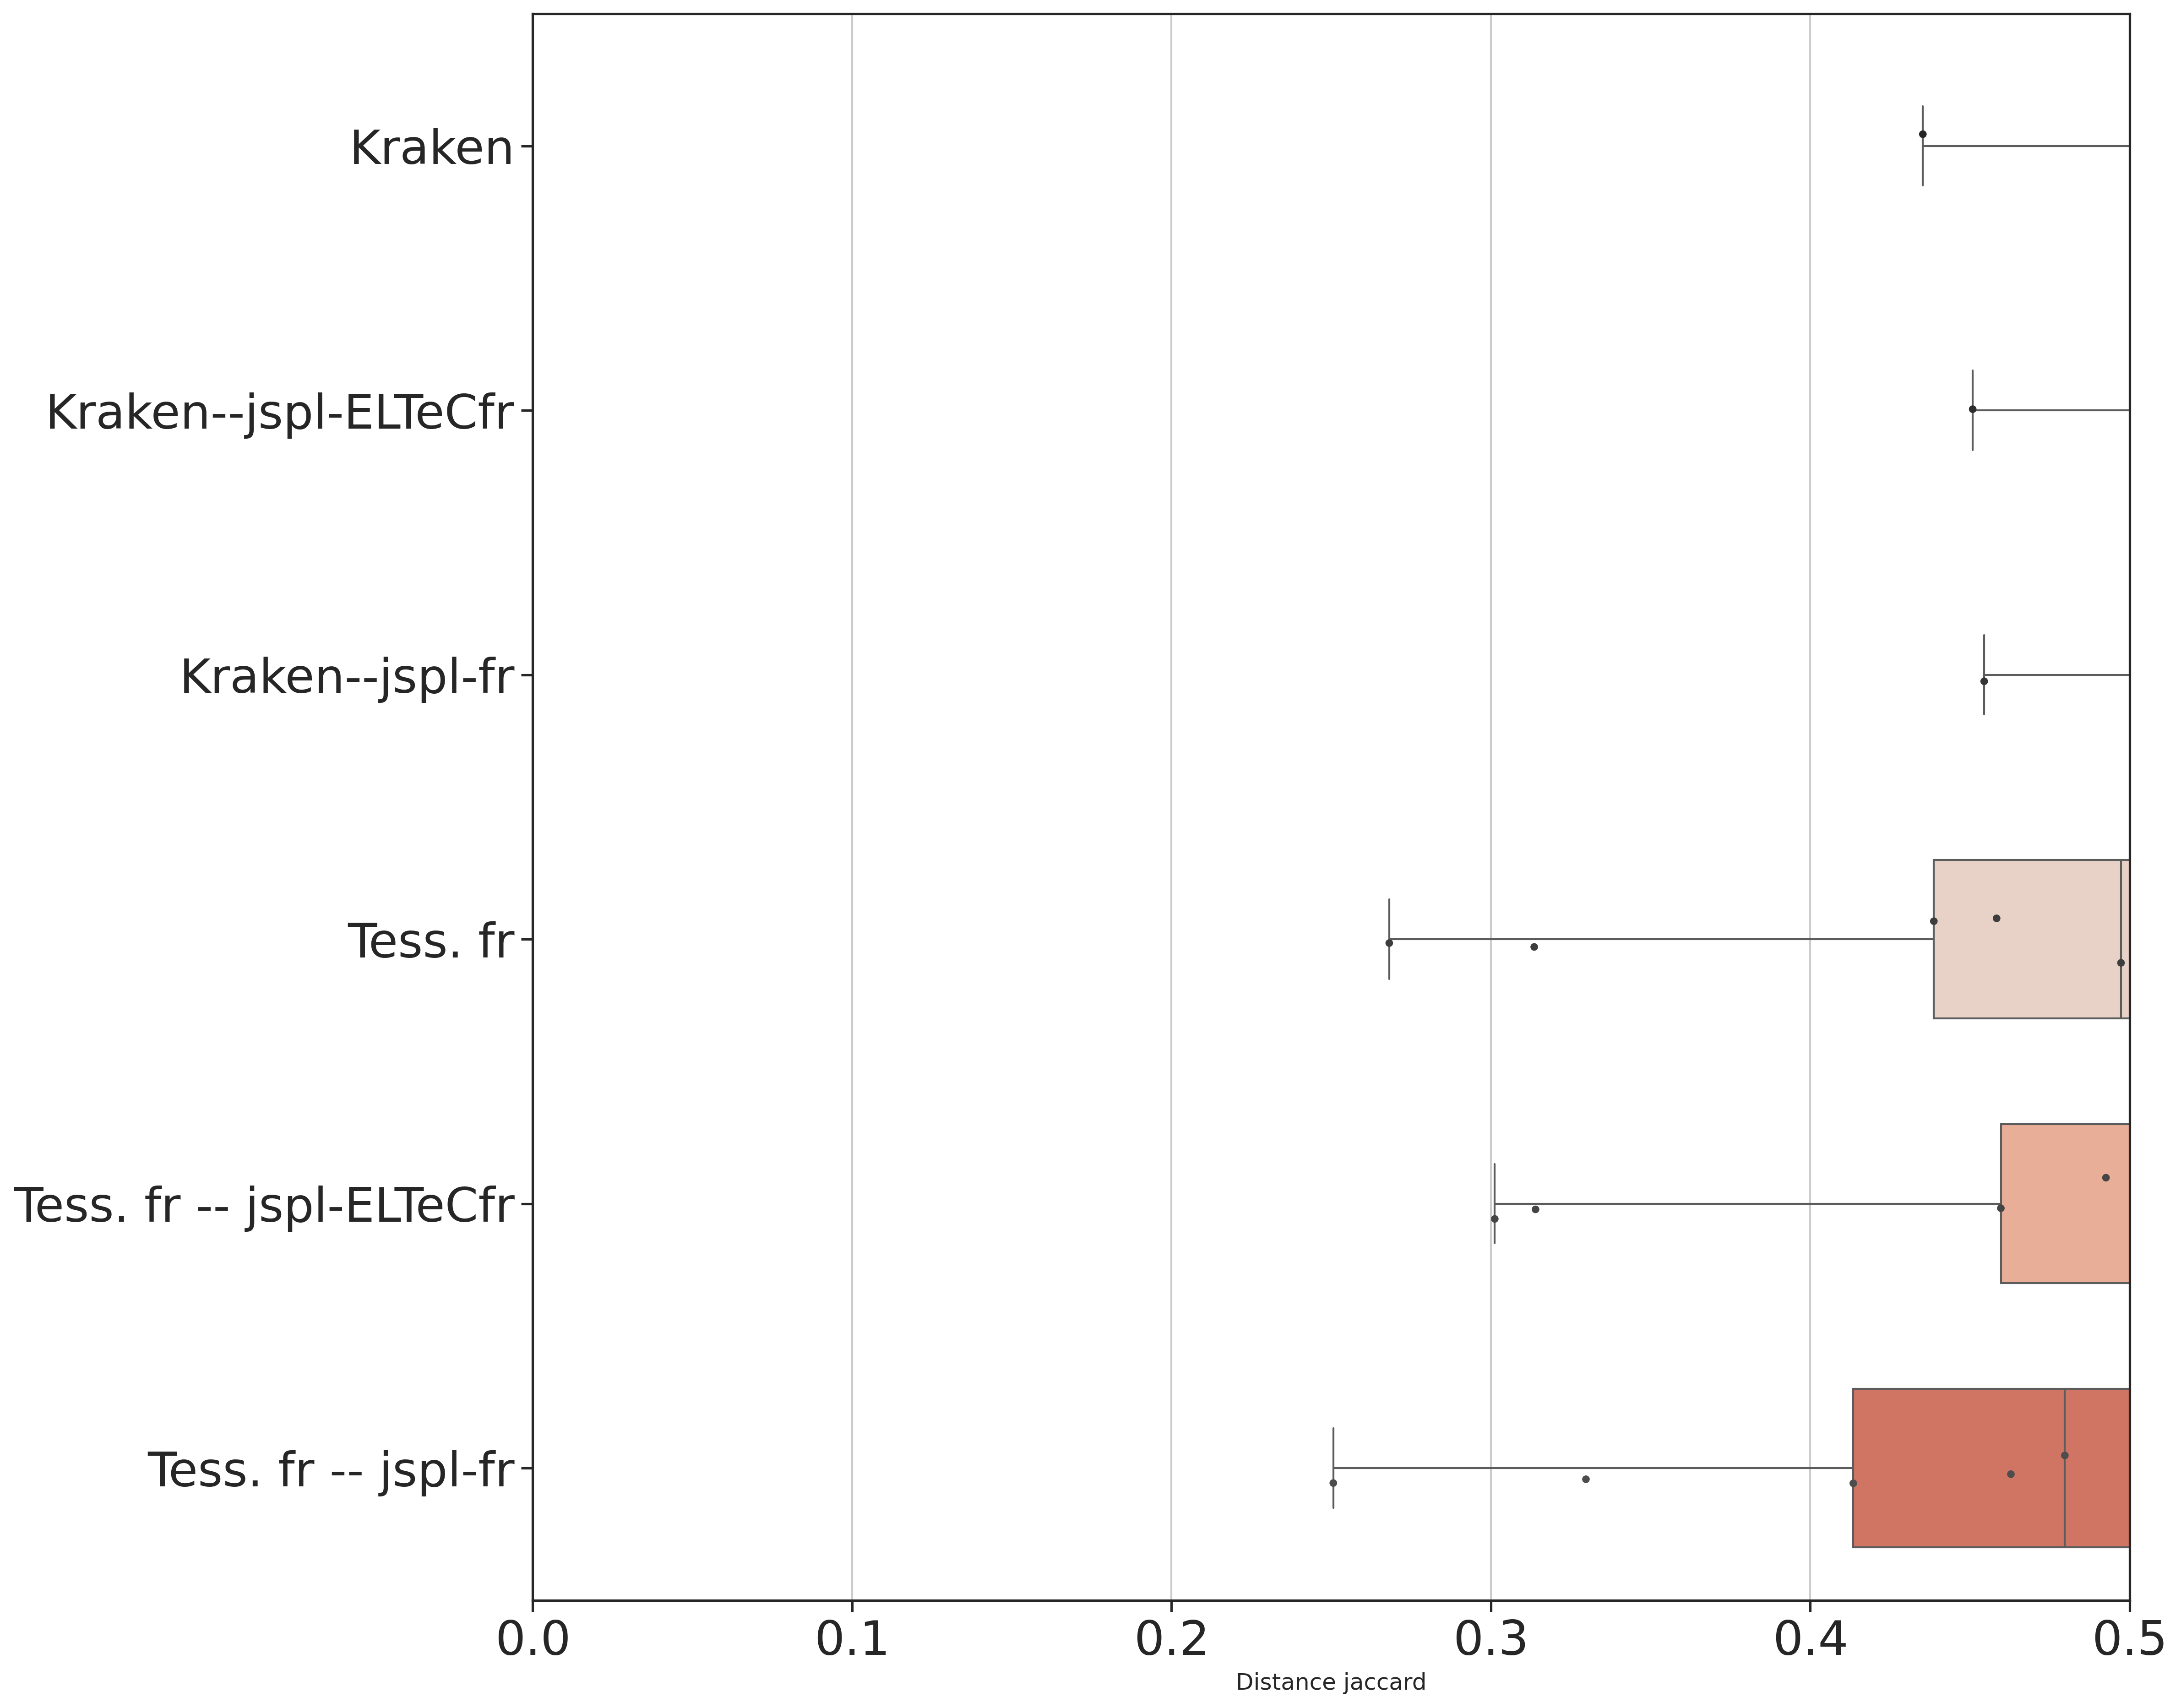 Kraken
Kraken--jspl-ELTeCfr
Kraken--jspl-fr
Tess. fr
Tess. fr -- jspl-ELTeCfr
Tess. fr -- jspl-fr
0.0 0.1 0.2 0.3 0.4 0.5
Distance jaccard